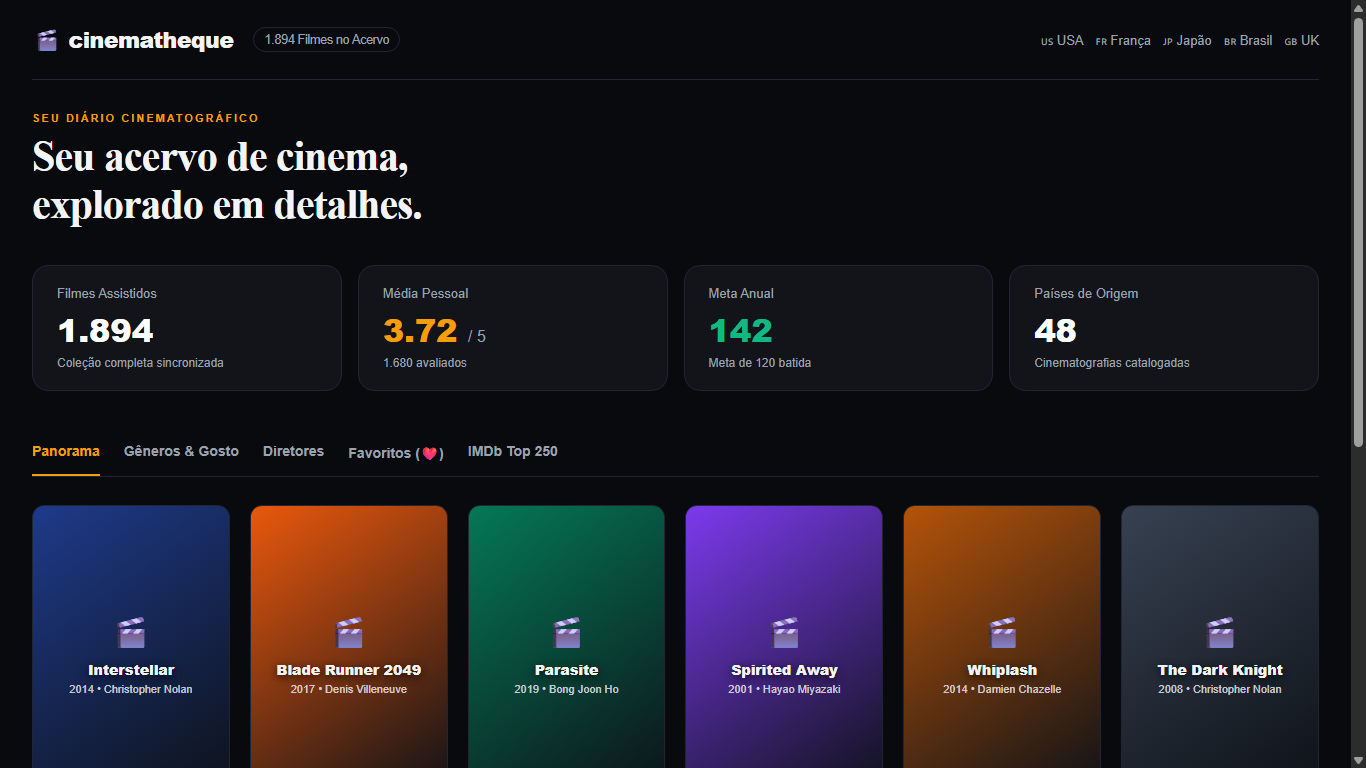 cinematheque
1.894 Filmes no Acervo
US USA FR França JP Japão BR Brasil GB UK
SEU DIÁRIO CINEMATOGRÁFICO
Seu acervo de cinema,
explorado em detalhes.
Filmes Assistidos
1.894
Coleção completa sincronizada
Média Pessoal
3.72 / 5
1.680 avaliados
Meta Anual
142
Meta de 120 batida
Países de Origem
48
Cinematografias catalogadas
Panorama Gêneros & Gosto Diretores Favoritos (💖) IMDb Top 250
Interstellar
2014 • Christopher Nolan
Blade Runner 2049
2017 • Denis Villeneuve
Parasite
2019 • Bong Joon Ho
Spirited Away
2001 • Hayao Miyazaki
Whiplash
2014 • Damien Chazelle
The Dark Knight
2008 • Christopher Nolan